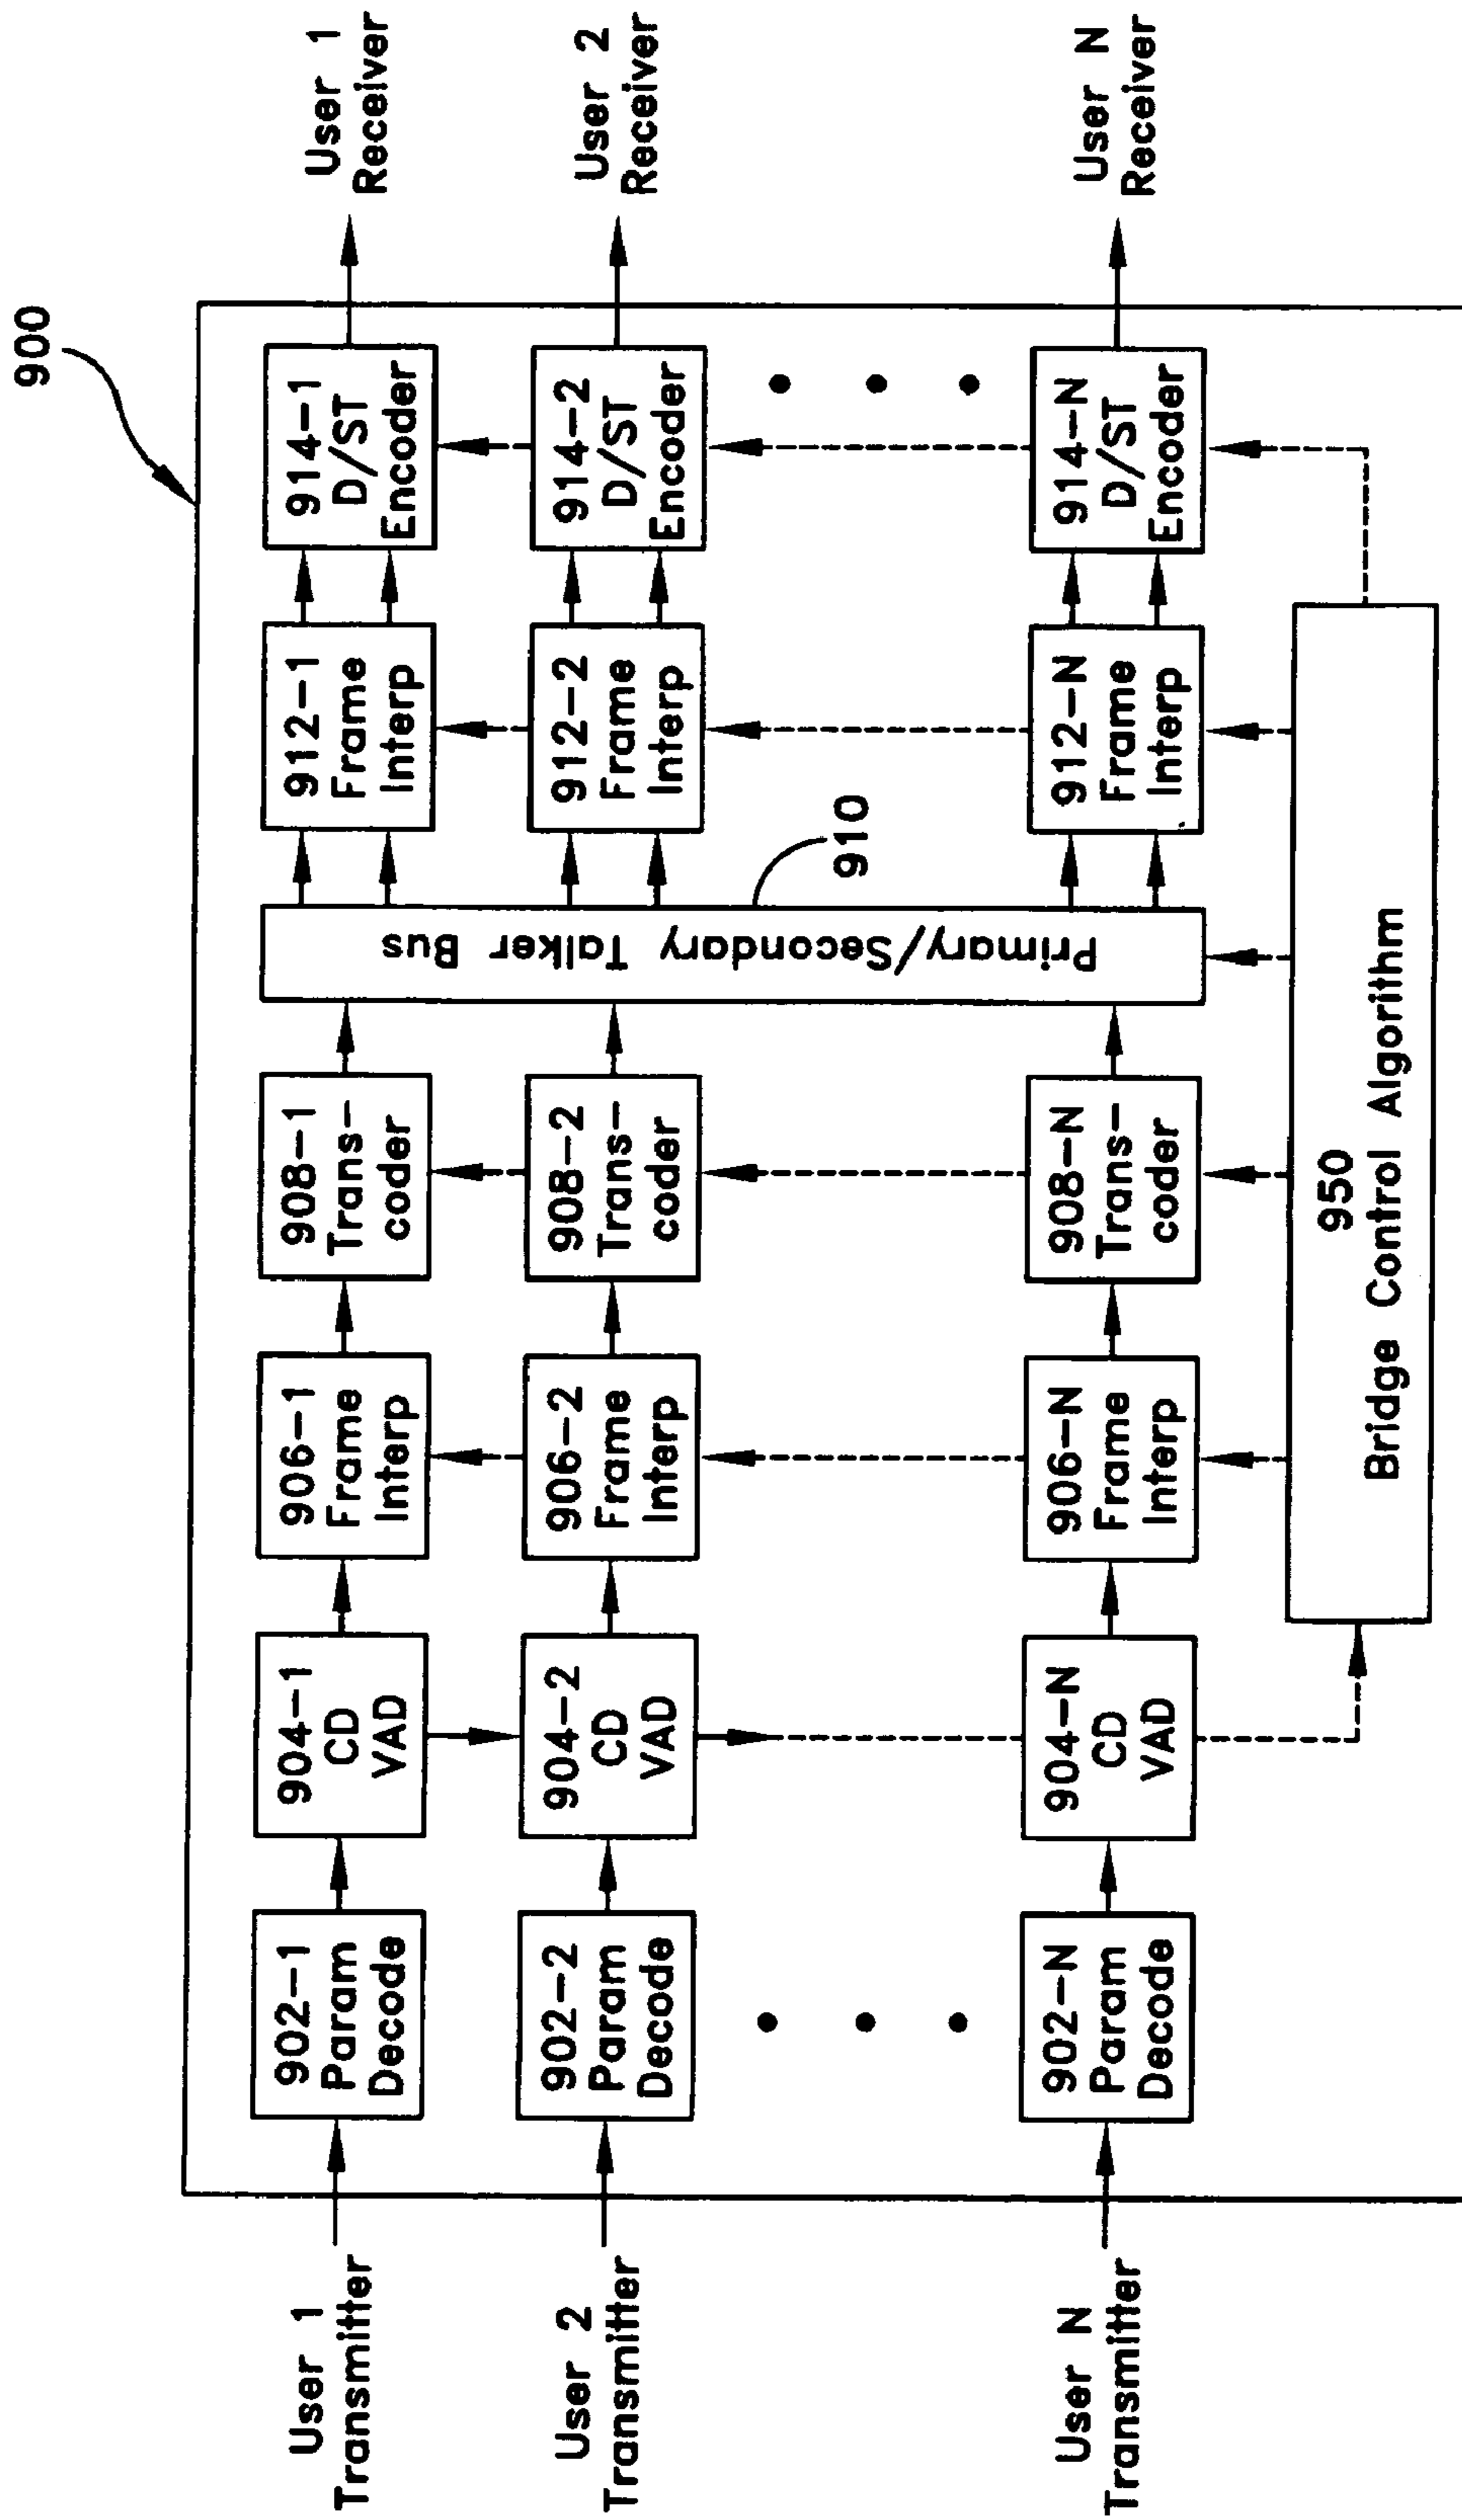 900
User 1
Transmitter
902-1
Param
Decode
904-1
CD
VAD
906-1
Frame
Interp
908-1
Trans-
coder
912-1
Frame
Interp
914-1
D/ST
Encoder
User 1
Receiver
User 2
Transmitter
902-2
Param
Decode
904-2
CD
VAD
906-2
Frame
Interp
908-2
Trans-
coder
Primary/Secondary Talker Bus
910
912-2
Frame
Interp
914-2
D/ST
Encoder
User 2
Receiver
User N
Transmitter
902-N
Param
Decode
904-N
CD
VAD
906-N
Frame
Interp
908-N
Trans-
coder
912-N
Frame
Interp
914-N
D/ST
Encoder
User N
Receiver
950
Bridge Control Algorithm